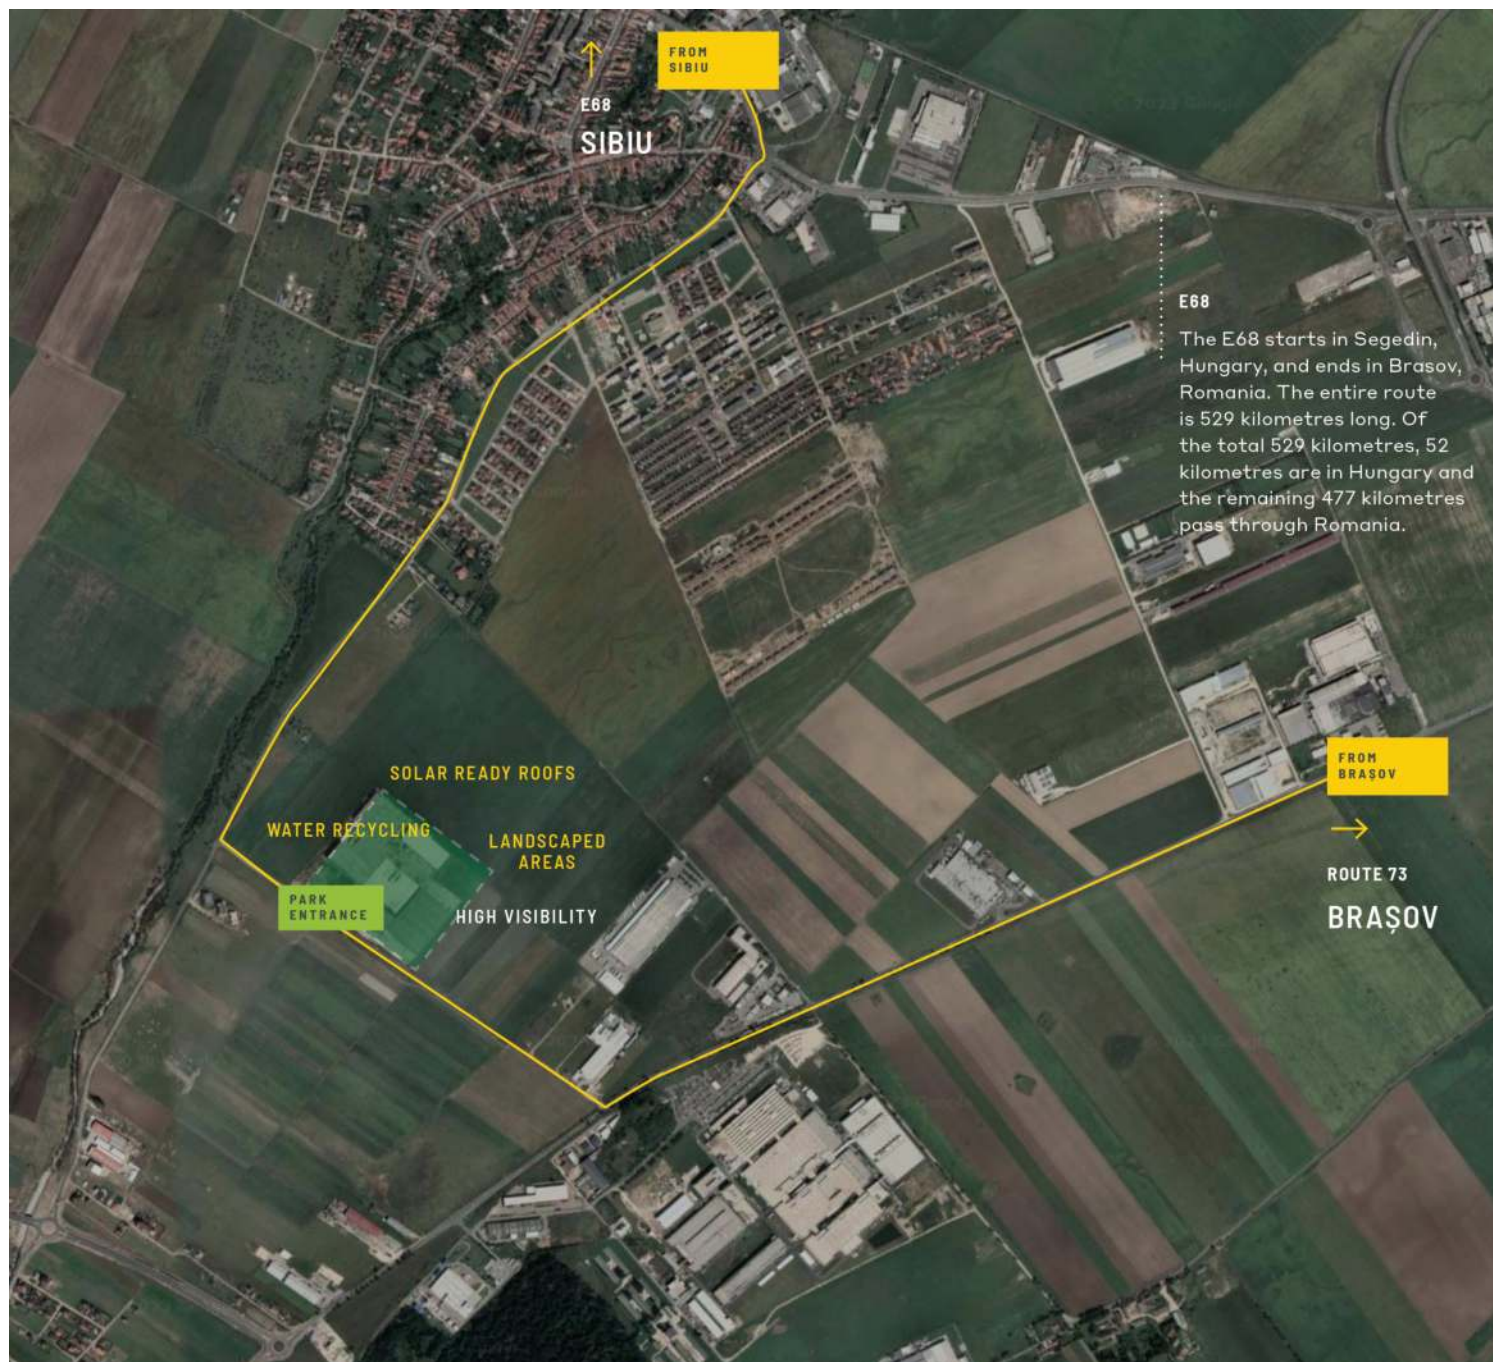 FROM
SIBIU
E68
SIBIU
E68
The E68 starts in Segedin,
Hungary, and ends in Brasov,
Romania. The entire route
is 529 kilometres long. Of
the total 529 kilometres, 52
kilometres are in Hungary and
the remaining 477 kilometres
pass through Romania.
SOLAR READY ROOFS
WATER RECYCLING
LANDSCAPED
AREAS
PARK
ENTRANCE
HIGH VISIBILITY
FROM
BRAȘOV
ROUTE 73
BRAȘOV